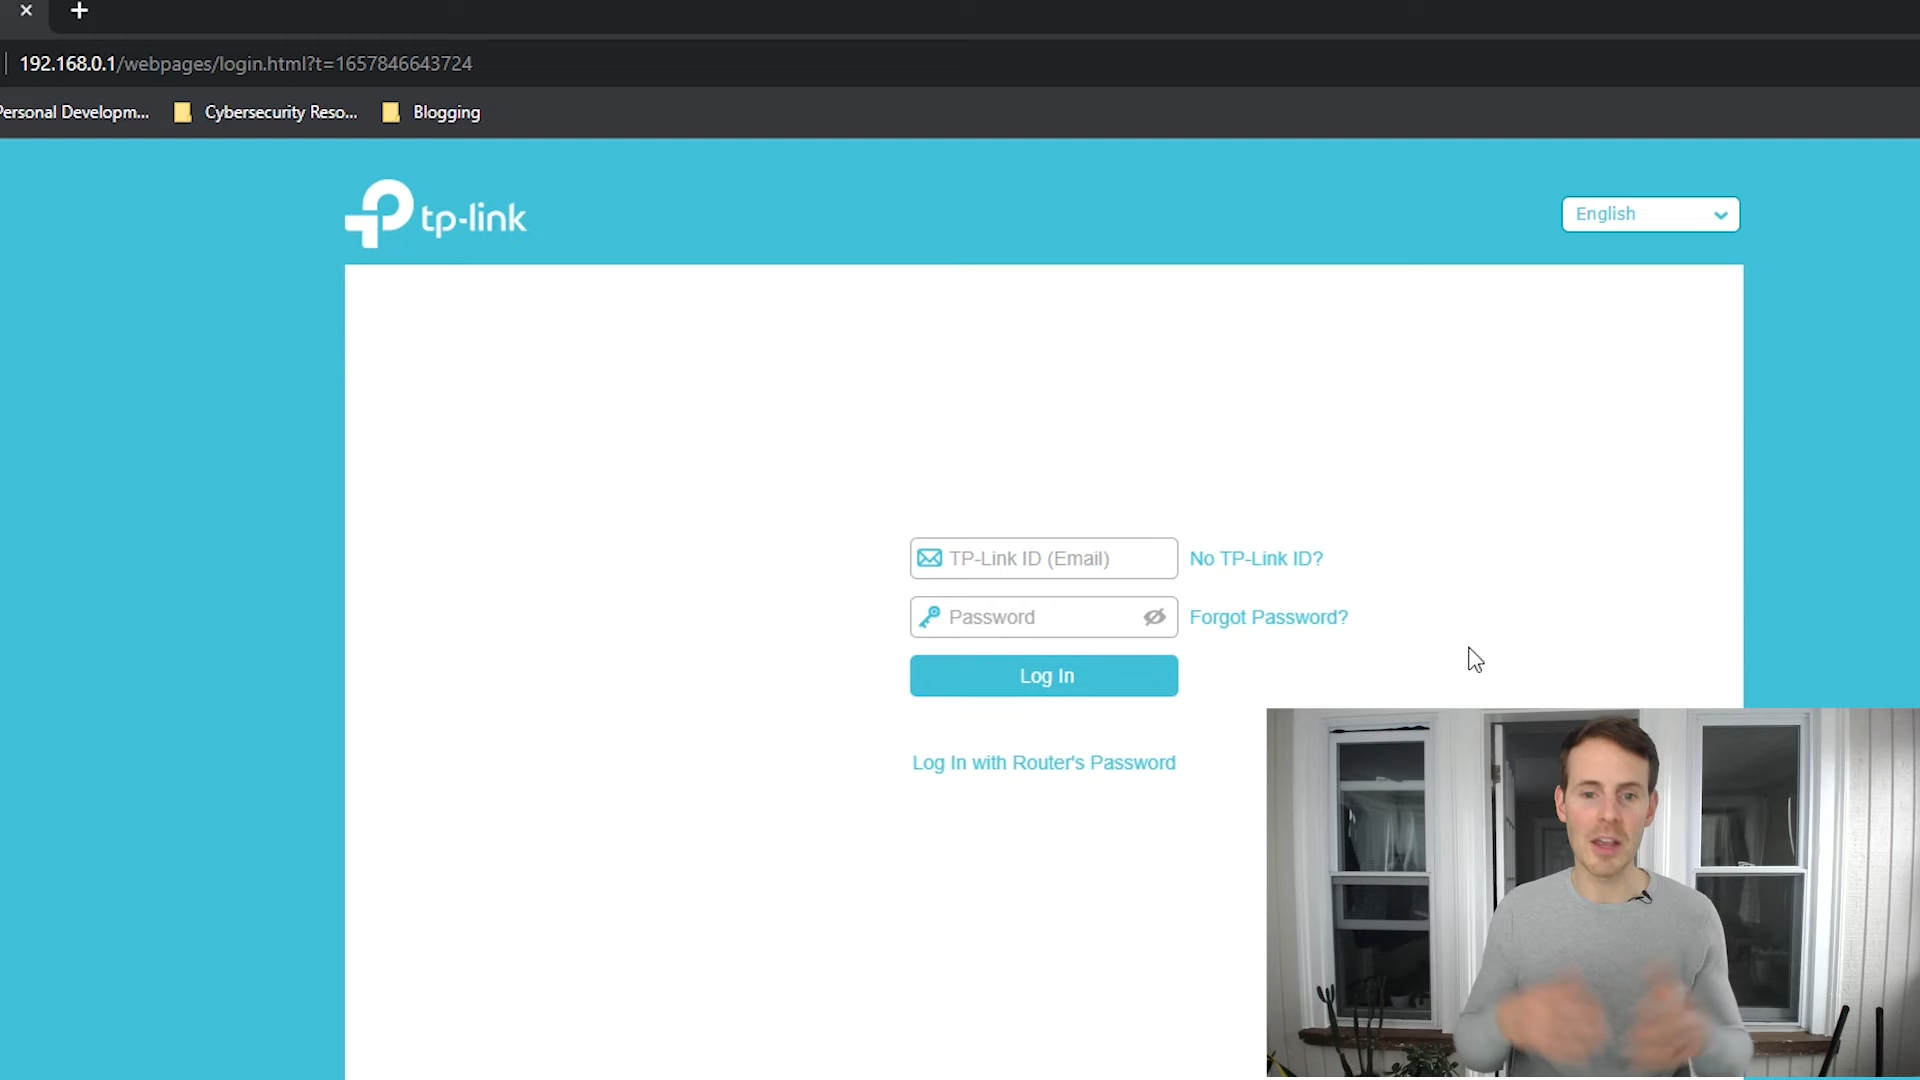 192.168.0.1/webpages/login.html?t=1657846643724
Personal Developm... Cybersecurity Reso... Blogging
tp-link
English
TP-Link ID (Email) No TP-Link ID?
Password Forgot Password?
Log In
Log In with Router's Password